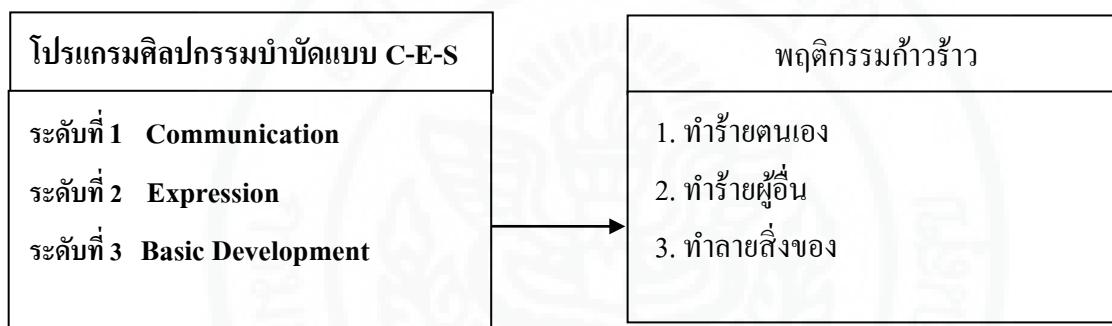 โปรแกรมศิลปกรรมบำบัดแบบ C-E-S
ระดับที่ 1 Communication
ระดับที่ 2 Expression
ระดับที่ 3 Basic Development
พฤติกรรมก้าวร้าว
1. ทำร้ายตนเอง
2. ทำร้ายผู้อื่น
3. ทำลายสิ่งของ